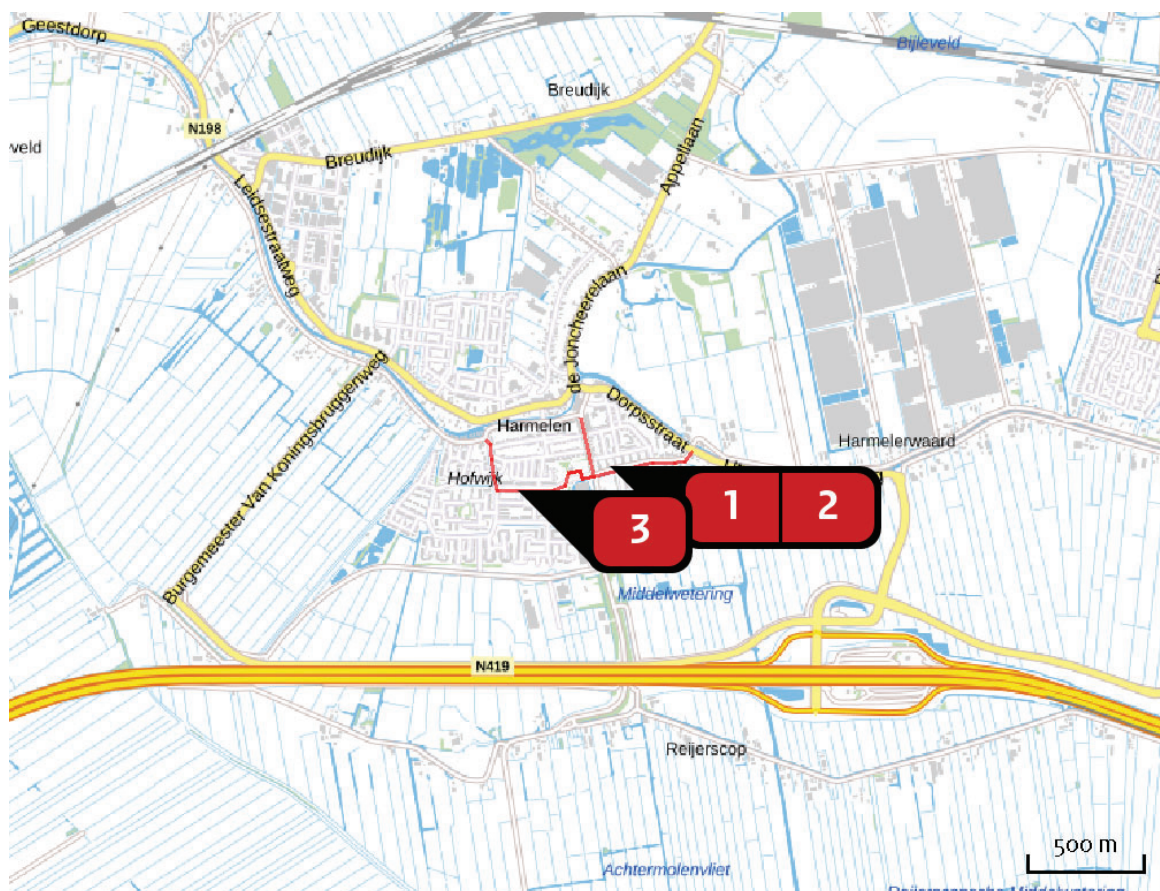 Geestdorp
Bijleveld
Breudijk
N198
veld
Breudijk
Appellaan
Leidsestraatweg
de Joncheerelaan
Burgemeester Van Koningsbruggenweg
Dorpsstraat
Harmelen
Harmelerwaard
Hofwijk
1
2
3
Middelwetering
N419
Reijerscop
500 m
Achtermolenvliet